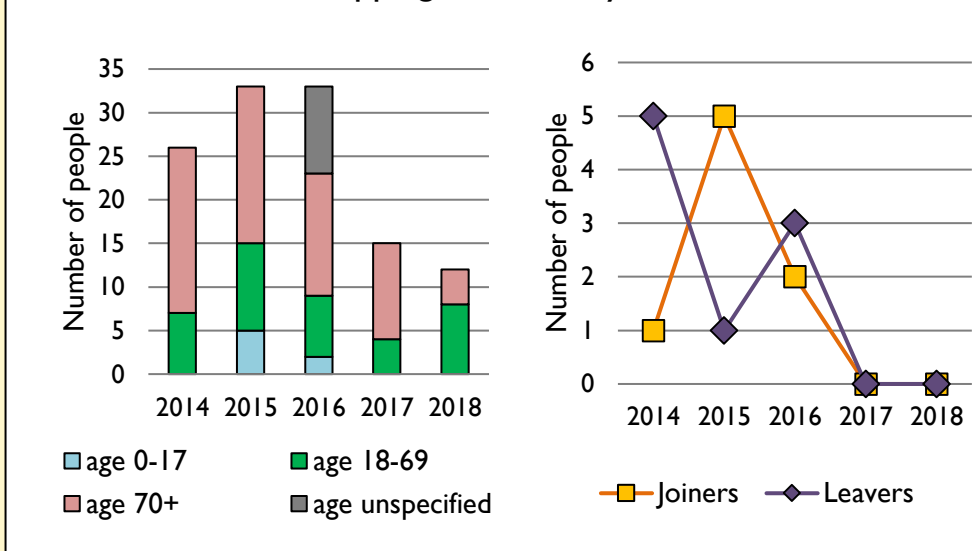 Number of people
35
30
25
20
15
10
5
0
2014 2015 2016 2017 2018
age 0-17
age 18-69
age 70+
age unspecified
Number of people
6
5
4
3
2
1
0
2014 2015 2016 2017 2018
Joiners
Leavers